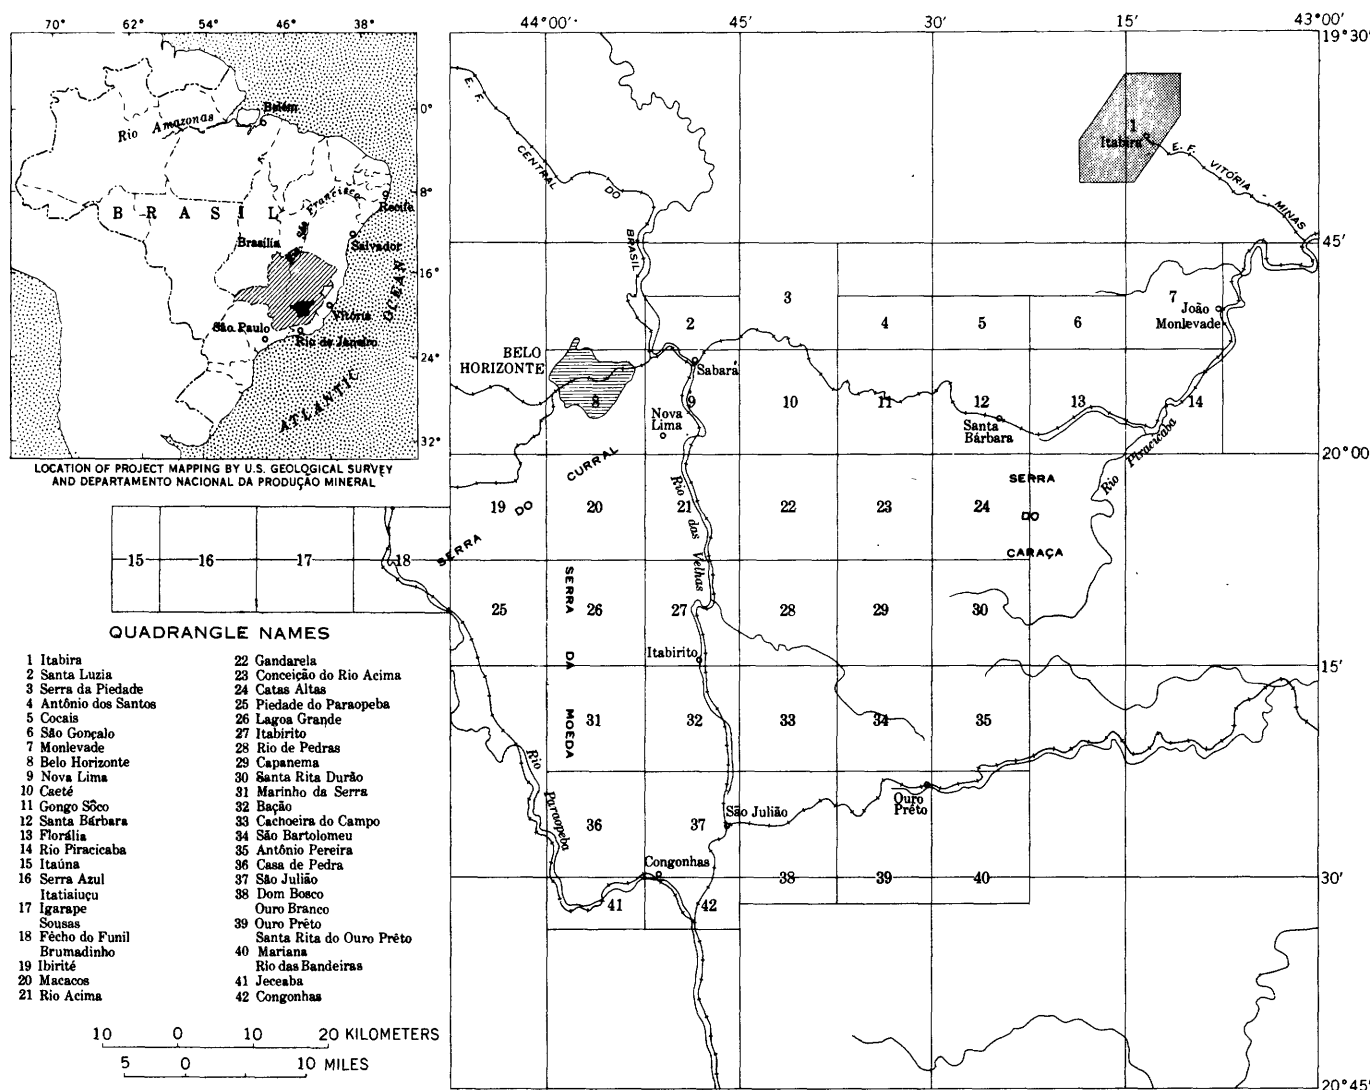 70° 62° 54° 46° 38°
0°
8°
16°
24°
32°
Belém
Rio Amazonas
São Francisco
Rio
Recife
BRASIL
Brasília
Salvador
Vitória
São Paulo
Rio de Janeiro
ATLANTIC OCEAN
LOCATION OF PROJECT MAPPING BY U.S. GEOLOGICAL SURVEY
AND DEPARTAMENTO NACIONAL DA PRODUÇÃO MINERAL
44°00' 45' 30' 15' 43°00'
19°30'
E. F. CENTRAL DO BRASIL
1
Itabira
E. F. VITÓRIA - MINAS
45'
3
7
João
Monlevade
2 4 5 6
BELO
HORIZONTE
Sabará
8 9 10 11 12 13 14
Nova
Lima
Santa
Bárbara
Rio Piracicaba
20°00'
SERRA DO CURRAL
SERRA
DO
CARAÇA
19 20 21 22 23 24
Rio das Velhas
15 16 17 18
SERRA DA MOEDA
25 26 27 28 29 30
Itabirito
15'
31 32 33 34 35
Rio Paraopeba
Ouro
Prêto
São Julião
36 37
Congonhas
30'
38 39 40
41 42
20°45'
QUADRANGLE NAMES
1 Itabira
2 Santa Luzia
3 Serra da Piedade
4 Antônio dos Santos
5 Cocais
6 São Gonçalo
7 Monlevade
8 Belo Horizonte
9 Nova Lima
10 Caeté
11 Gongo Sôco
12 Santa Bárbara
13 Florália
14 Rio Piracicaba
15 Itaúna
16 Serra Azul
Itatiaiuçu
17 Igarape
Sousas
18 Fêcho do Funil
Brumadinho
19 Ibirité
20 Macacos
21 Rio Acima
22 Gandarela
23 Conceição do Rio Acima
24 Catas Altas
25 Piedade do Paraopeba
26 Lagoa Grande
27 Itabirito
28 Rio de Pedras
29 Capanema
30 Santa Rita Durão
31 Marinho da Serra
32 Bação
33 Cachoeira do Campo
34 São Bartolomeu
35 Antônio Pereira
36 Casa de Pedra
37 São Julião
38 Dom Bosco
Ouro Branco
39 Ouro Prêto
Santa Rita do Ouro Prêto
40 Mariana
Rio das Bandeiras
41 Jeceaba
42 Congonhas
10 0 10 20 KILOMETERS
5 0 10 MILES